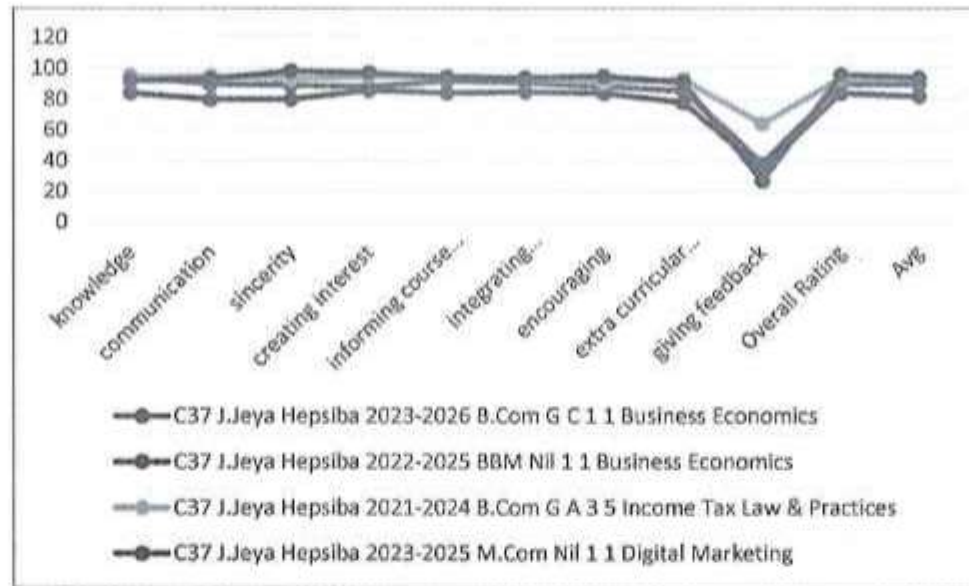 120
100
80
60
40
20
0
knowledge
communication
sincerity
creating interest
informing course...
integrating...
encouraging
extra curricular...
giving feedback
Overall Rating
Avg
C37 J.Jeya Hepsiba 2023-2026 B.Com G C 1 1 Business Economics
C37 J.Jeya Hepsiba 2022-2025 BBM Nil 1 1 Business Economics
C37 J.Jeya Hepsiba 2021-2024 B.Com G A 3 5 Income Tax Law & Practices
C37 J.Jeya Hepsiba 2023-2025 M.Com Nil 1 1 Digital Marketing